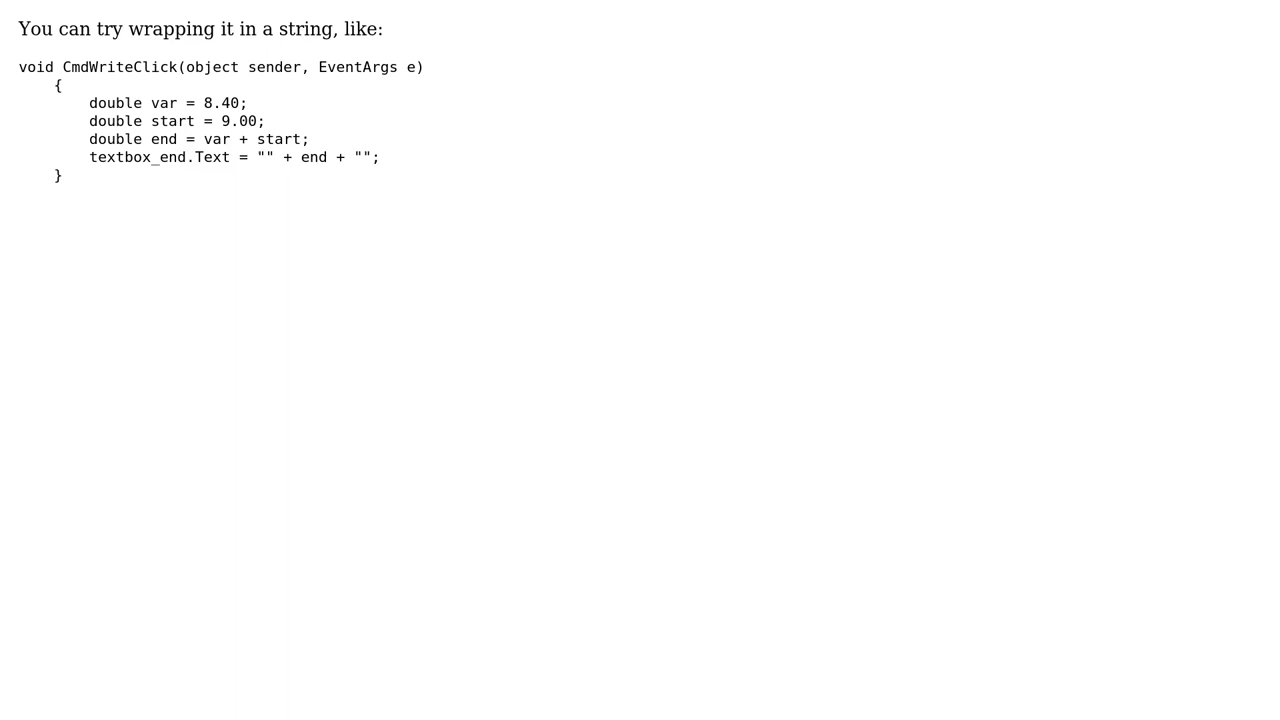 You can try wrapping it in a string, like:
void CmdWriteClick(object sender, EventArgs e)
    {
        double var = 8.40;
        double start = 9.00;
        double end = var + start;
        textbox_end.Text = "" + end + "";
    }